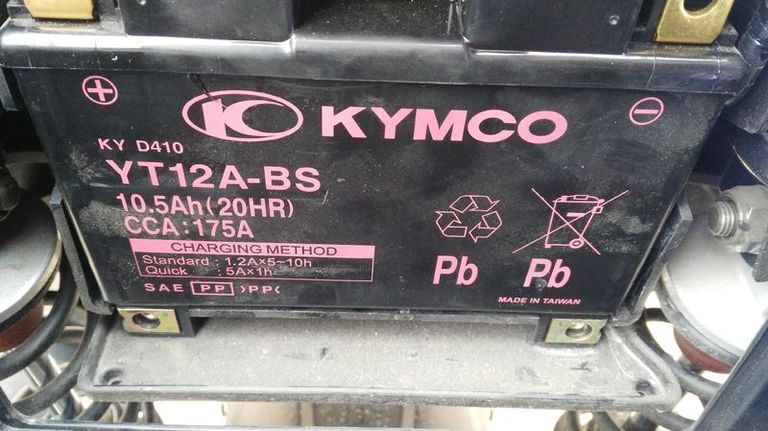 KYMCO
KY D410
YT12A-BS
10.5Ah(20HR)
CCA:175A
CHARGING METHOD
Standard : 1.2A×5~10h
Quick : 5A×1h
SAE PP >PP<
Pb Pb
MADE IN TAIWAN